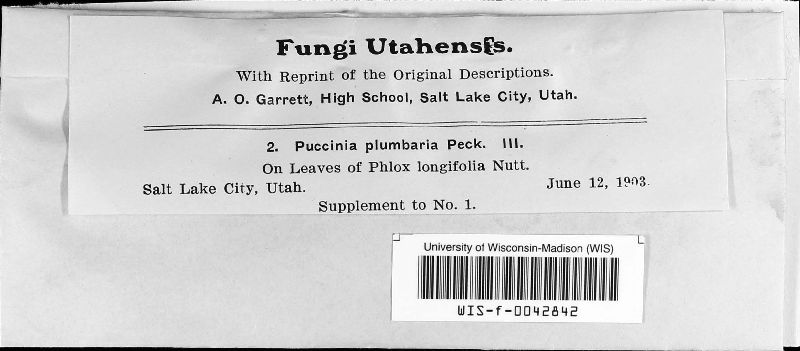 Fungi Utahensis.
With Reprint of the Original Descriptions.
A. O. Garrett, High School, Salt Lake City, Utah.
2. Puccinia plumbaria Peck. III.
On Leaves of Phlox longifolia Nutt.
Salt Lake City, Utah. June 12, 1903.
Supplement to No. 1.
University of Wisconsin-Madison (WIS)
WIS-f-0042842